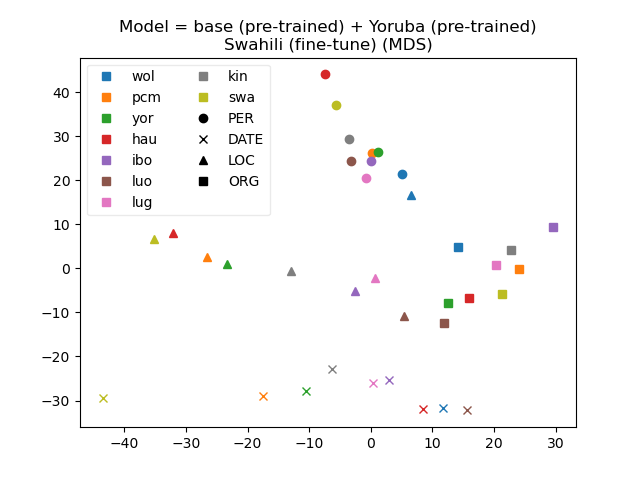 Model = base (pre-trained) + Yoruba (pre-trained)
Swahili (fine-tune) (MDS)
wol
pcm
yor
hau
ibo
luo
lug
kin
swa
PER
DATE
LOC
ORG
40
30
20
10
0
−10
−20
−30
−40 −30 −20 −10 0 10 20 30